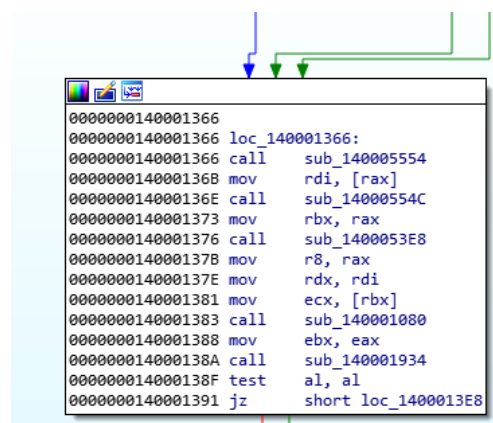 0000000140001366
0000000140001366 loc_140001366:
0000000140001366 call sub_140005554
000000014000136B mov rdi, [rax]
000000014000136E call sub_14000554C
0000000140001373 mov rbx, rax
0000000140001376 call sub_1400053E8
000000014000137B mov r8, rax
000000014000137E mov rdx, rdi
0000000140001381 mov ecx, [rbx]
0000000140001383 call sub_140001080
0000000140001388 mov ebx, eax
000000014000138A call sub_140001934
000000014000138F test al, al
0000000140001391 jz short loc_1400013E8